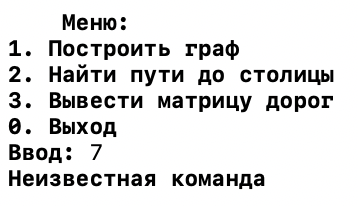 Меню:
1. Построить граф
2. Найти пути до столицы
3. Вывести матрицу дорог
0. Выход
Ввод: 7
Неизвестная команда